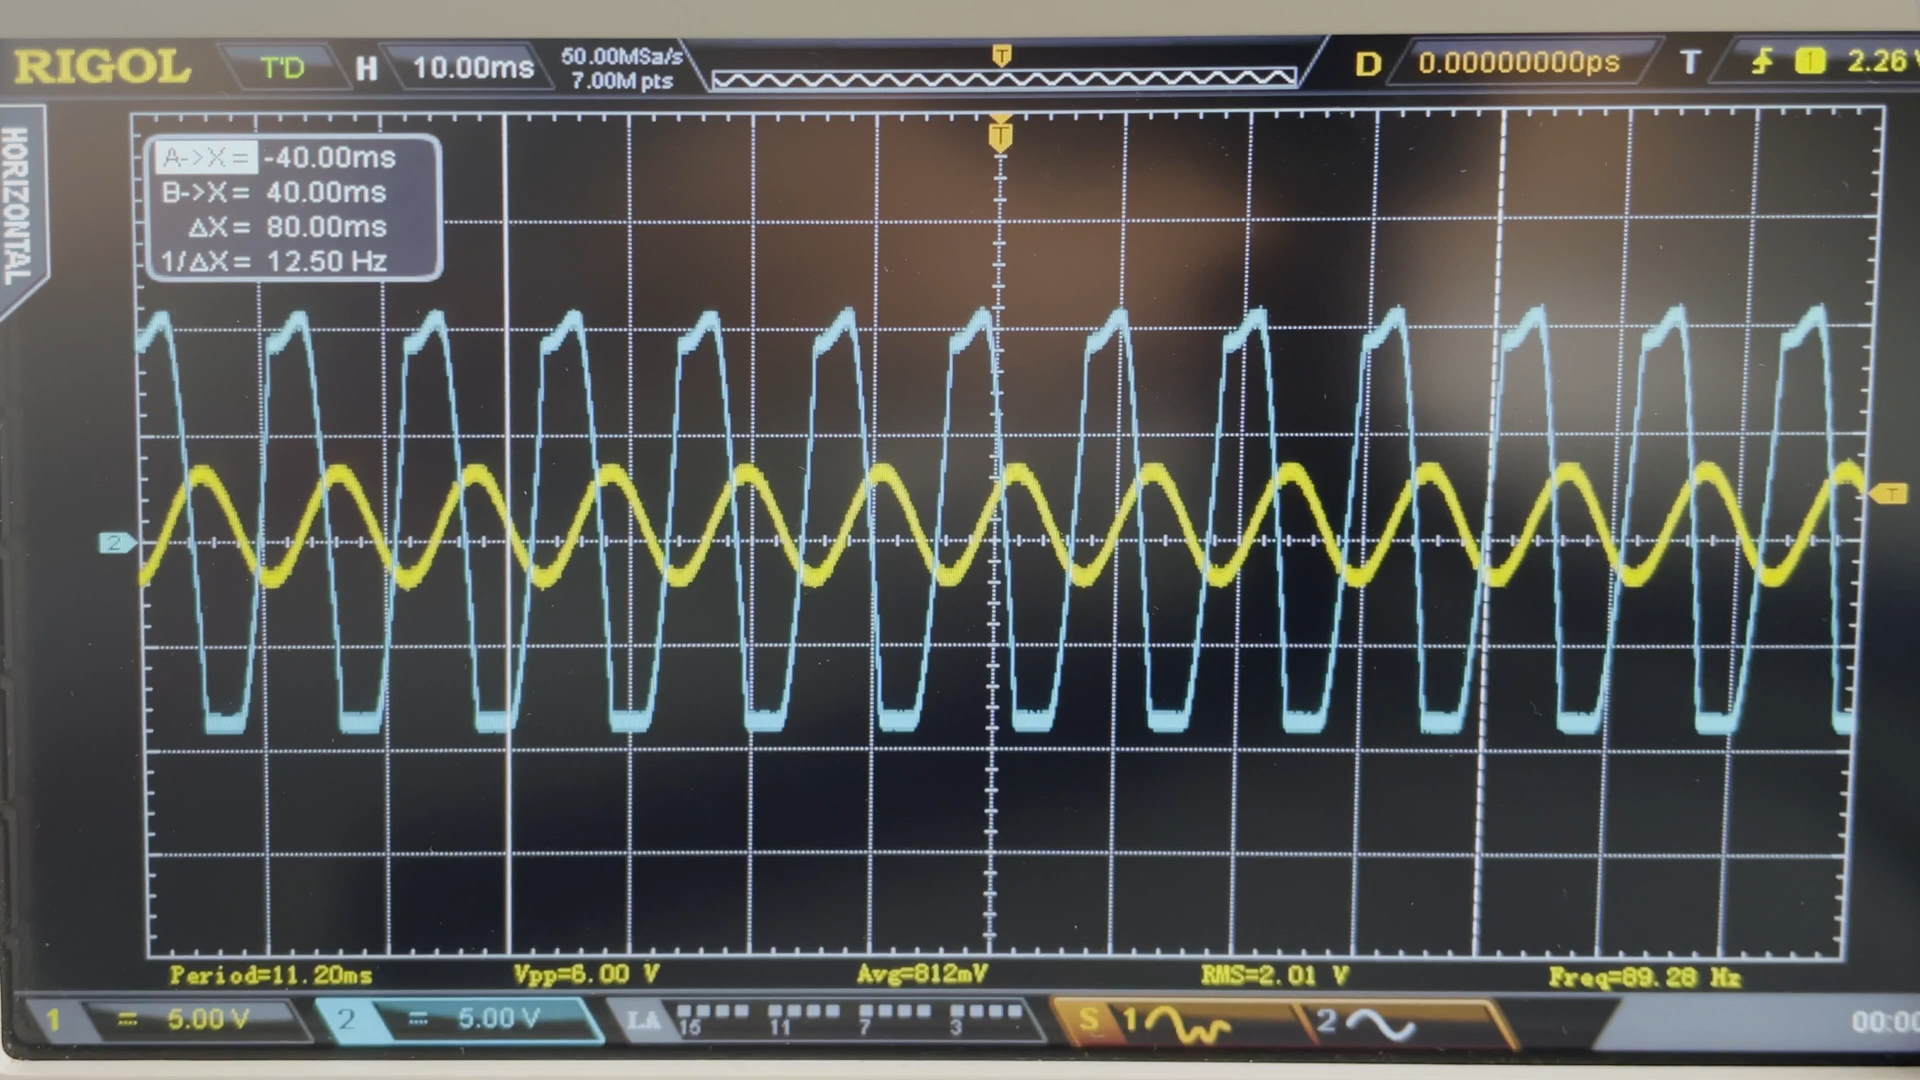 RIGOL T'D H 10.00ms 50.00MSa/s D 0.00000000ps T 1 2.26
7.00M pts
T
HORIZONTAL
A->X= -40.00ms
B->X= 40.00ms
ΔX= 80.00ms
1/ΔX= 12.50 Hz
T
T
2
Period=11.20ms Vpp=6.00 V Avg=812mV RMS=2.01 V Freq=89.28 Hz
1 5.00 V 2 5.00 V LA 15 11 7 3 S 1 2 00:00